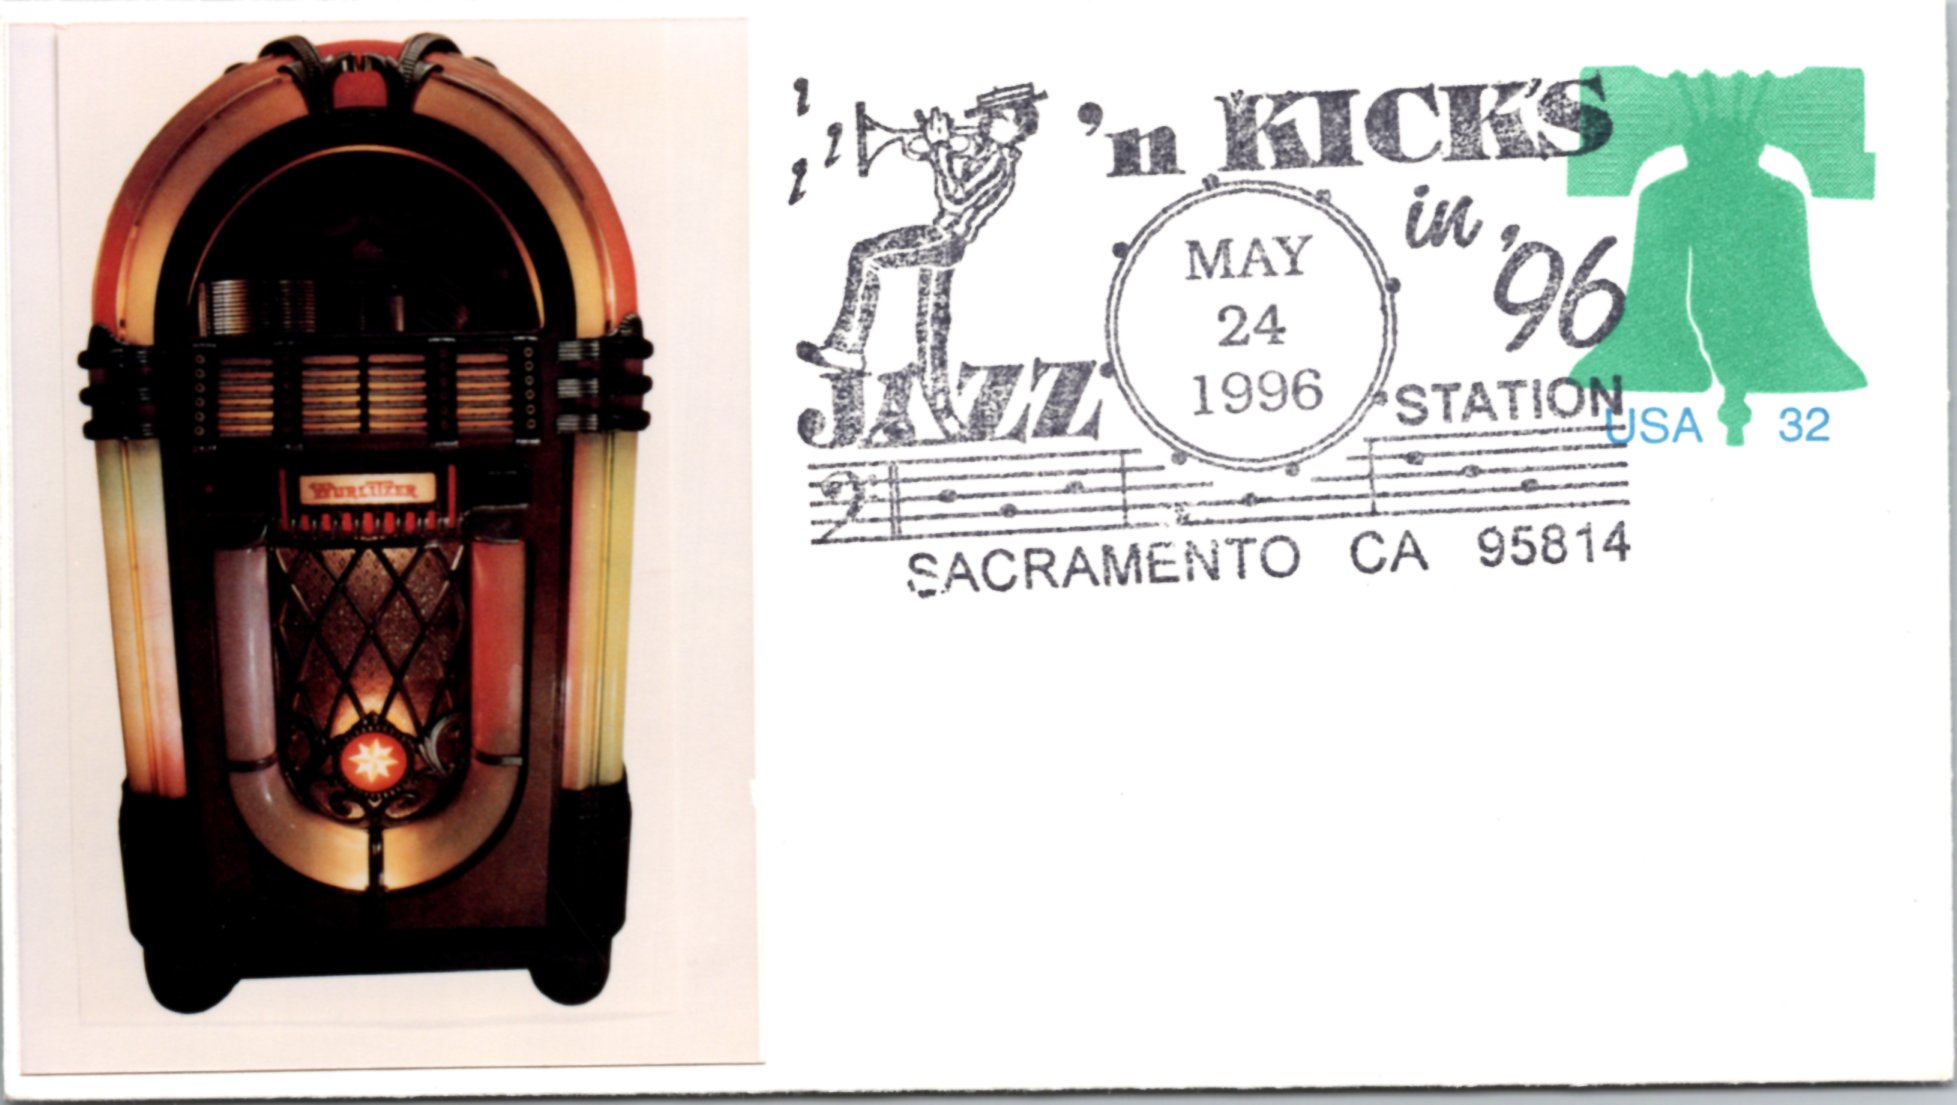 WURLITZER
'n KICKS
in '96
JAZZ
MAY
24
1996
STATION
USA 32
SACRAMENTO CA 95814